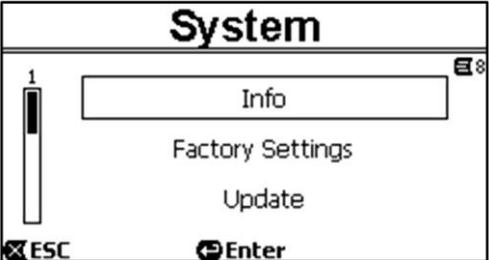 System
1
8
Info
Factory Settings
Update
ESC
Enter